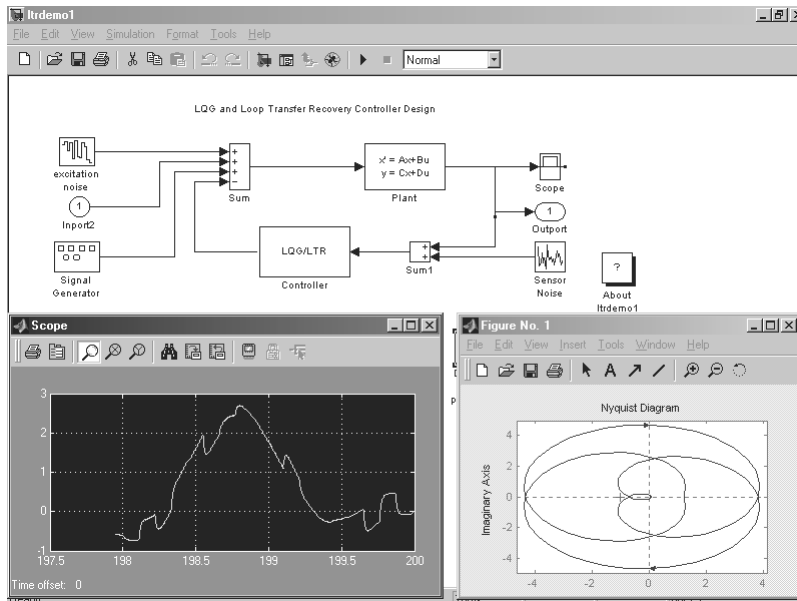 ltrdemo1
File Edit View Simulation Format Tools Help
Normal
LQG and Loop Transfer Recovery Controller Design
excitation
noise
1
Inport2
Signal
Generator
+
+
+
−
Sum
x' = Ax+Bu
y = Cx+Du
Plant
Scope
1
Outport
LQG/LTR
Controller
+
+
Sum1
Sensor
Noise
?
About
ltrdemo1
Scope
3
2
1
0
-1
197.5 198 198.5 199 199.5 200
Time offset: 0
Figure No. 1
File Edit View Insert Tools Window Help
A
Nyquist Diagram
Imaginary Axis
4
2
0
-2
-4
-4 -2 0 2 4